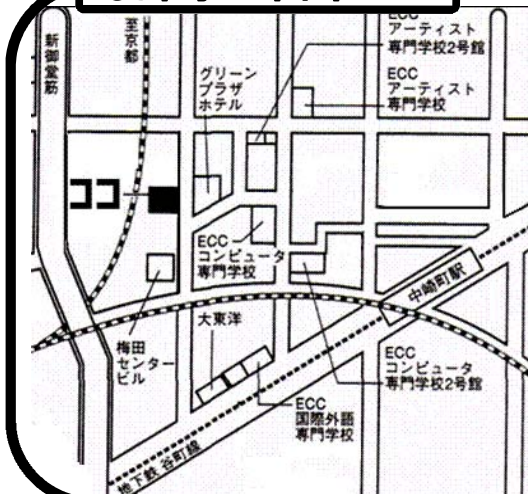 新御堂筋
至京都
グリーン
プラザ
ホテル
ECC
アーティスト
専門学校2号館
ECC
アーティスト
専門学校
ココ
ECC
コンピュータ
専門学校
中崎町駅
梅田
センター
ビル
大東洋
ECC
コンピュータ
専門学校2号館
ECC
国際外語
専門学校
地下鉄 谷町線